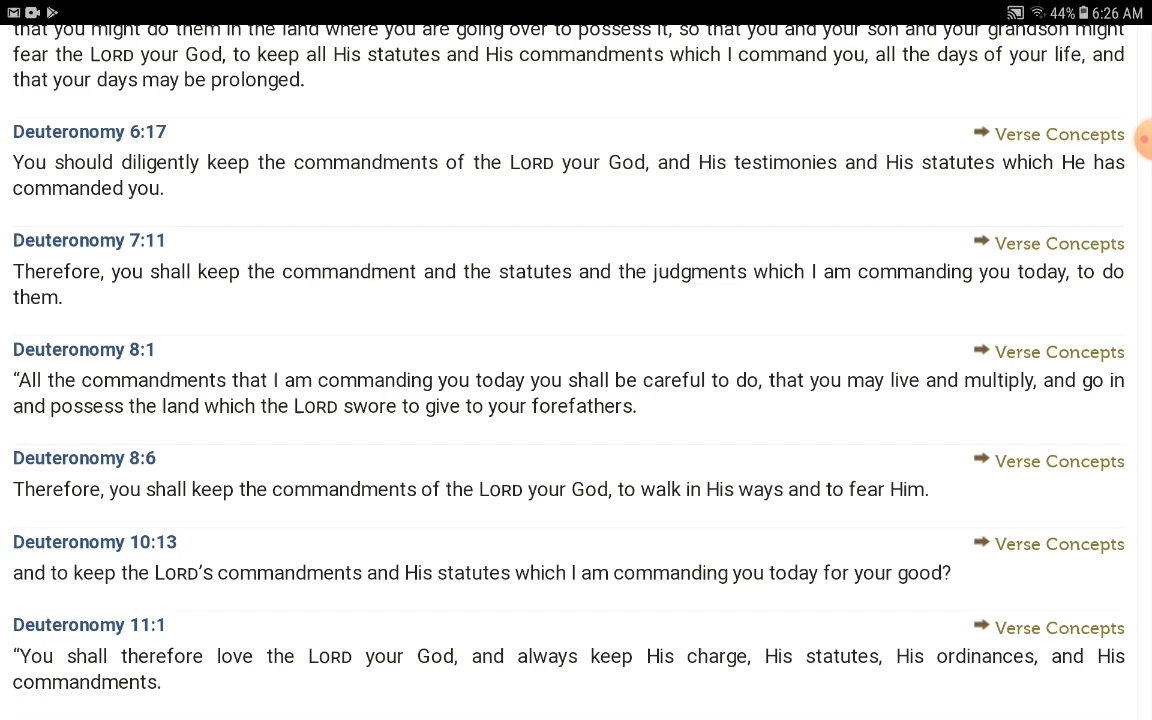 44% 6:26 AM
that you might do them in the land where you are going over to possess it, so that you and your son and your grandson might
fear the LORD your God, to keep all His statutes and His commandments which I command you, all the days of your life, and
that your days may be prolonged.
Deuteronomy 6:17
Verse Concepts
You should diligently keep the commandments of the LORD your God, and His testimonies and His statutes which He has
commanded you.
Deuteronomy 7:11
Verse Concepts
Therefore, you shall keep the commandment and the statutes and the judgments which I am commanding you today, to do
them.
Deuteronomy 8:1
Verse Concepts
“All the commandments that I am commanding you today you shall be careful to do, that you may live and multiply, and go in
and possess the land which the LORD swore to give to your forefathers.
Deuteronomy 8:6
Verse Concepts
Therefore, you shall keep the commandments of the LORD your God, to walk in His ways and to fear Him.
Deuteronomy 10:13
Verse Concepts
and to keep the LORD’s commandments and His statutes which I am commanding you today for your good?
Deuteronomy 11:1
Verse Concepts
“You shall therefore love the LORD your God, and always keep His charge, His statutes, His ordinances, and His
commandments.